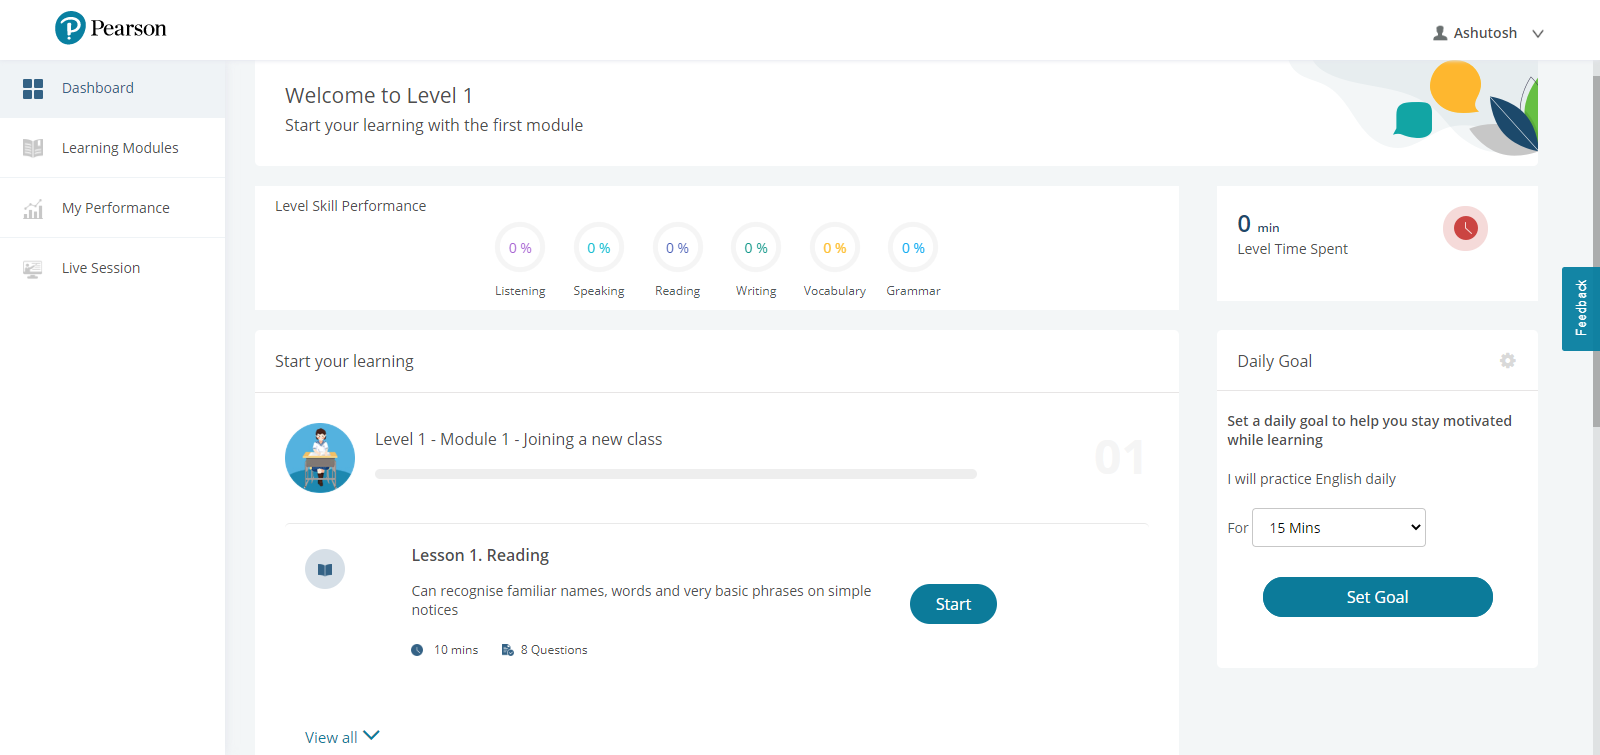 Pearson
Ashutosh
Dashboard
Learning Modules
My Performance
Live Session
Welcome to Level 1
Start your learning with the first module
Level Skill Performance
0 % 0 % 0 % 0 % 0 % 0 %
Listening Speaking Reading Writing Vocabulary Grammar
0 min
Level Time Spent
Feedback
Start your learning
Level 1 - Module 1 - Joining a new class
01
Lesson 1. Reading
Can recognise familiar names, words and very basic phrases on simple
notices
Start
10 mins 8 Questions
View all
Daily Goal
Set a daily goal to help you stay motivated
while learning
I will practice English daily
For 15 Mins
Set Goal